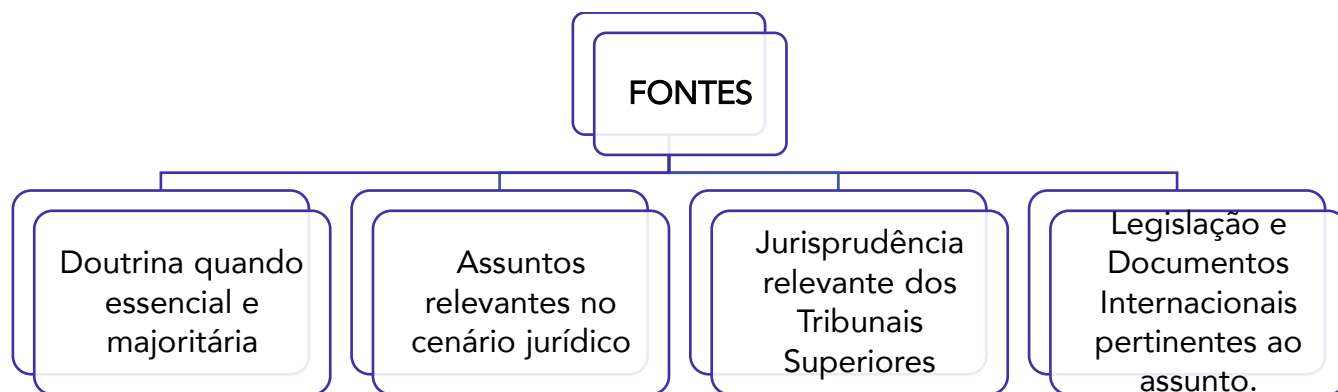 FONTES
Doutrina quando
essencial e
majoritária
Assuntos
relevantes no
cenário jurídico
Jurisprudência
relevante dos
Tribunais
Superiores
Legislação e
Documentos
Internacionais
pertinentes ao
assunto.